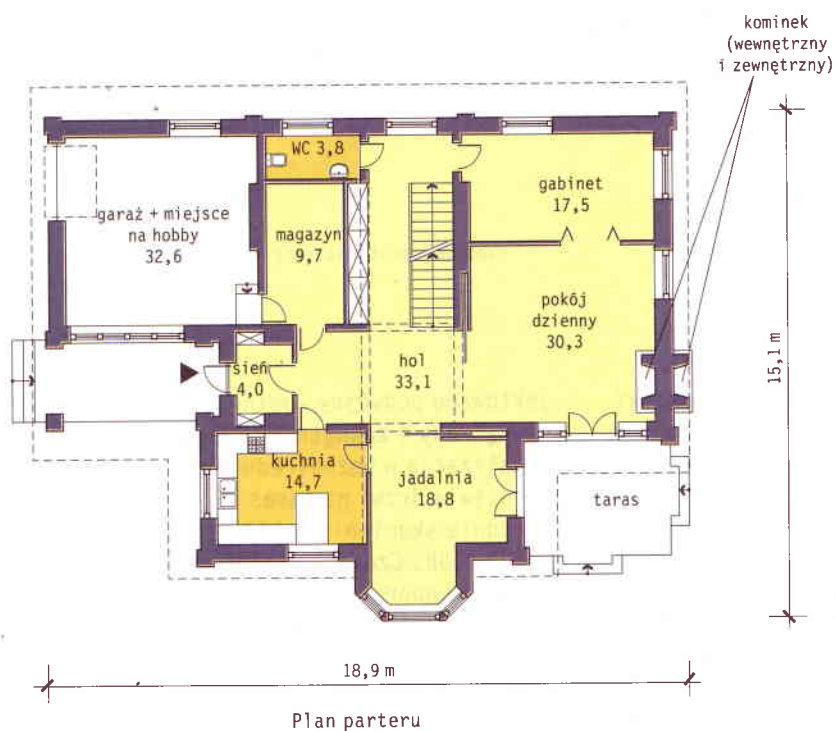 kominek
(wewnętrzny
i zewnętrzny)
WC 3,8
gabinet
17,5
garaż + miejsce
na hobby
32,6
magazyn
9,7
pokój
dzienny
30,3
sień
4,0
hol
33,1
15,1 m
kuchnia
14,7
jadalnia
18,8
taras
18,9 m
Plan parteru